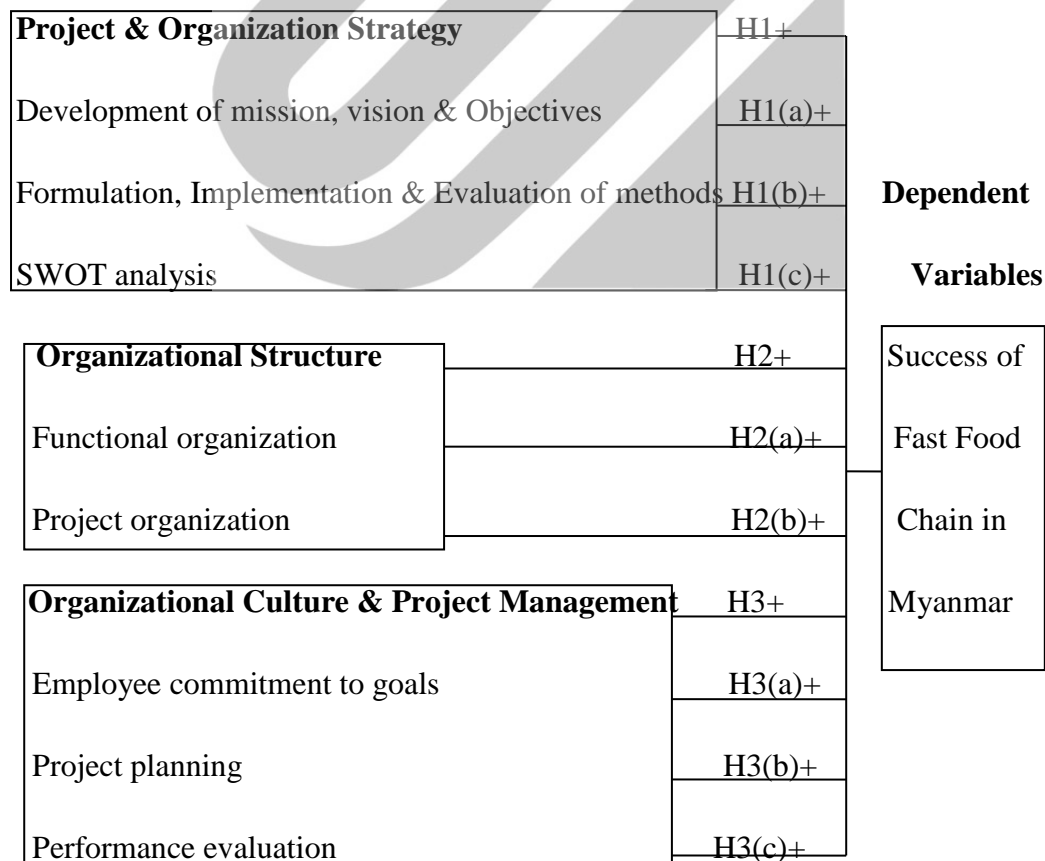 Project & Organization Strategy H1+
Development of mission, vision & Objectives H1(a)+
Formulation, Implementation & Evaluation of methods H1(b)+ Dependent
SWOT analysis H1(c)+ Variables
Organizational Structure H2+ Success of
Functional organization H2(a)+ Fast Food
Project organization H2(b)+ Chain in
Organizational Culture & Project Management H3+ Myanmar
Employee commitment to goals H3(a)+
Project planning H3(b)+
Performance evaluation H3(c)+